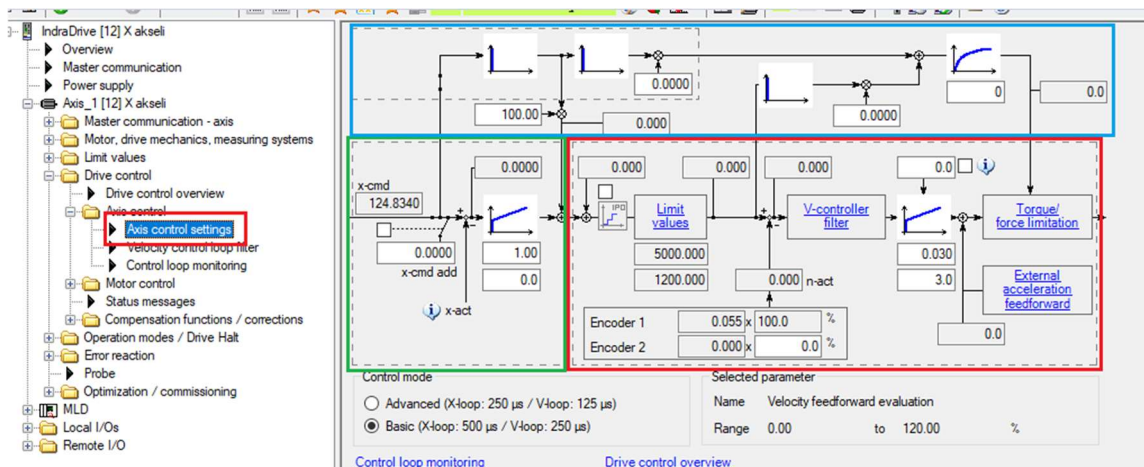 IndraDrive [12] X akseli
Overview
Master communication
Power supply
Axis_1 [12] X akseli
Master communication - axis
Motor, drive mechanics, measuring systems
Limit values
Drive control
Drive control overview
Axis control
Axis control settings
Velocity control loop filter
Control loop monitoring
Motor control
Status messages
Compensation functions / corrections
Operation modes / Drive Halt
Error reaction
Probe
Optimization / commissioning
MLD
Local I/Os
Remote I/O
0.0000
0
0.0
100.00
0.000
0.0000
x-cmd
124.8340
0.0000
0.0000
x-cmd add
1.00
0.0
x-act
0.000
0.000
0.000
0.0
IPO
Limit
values
V-controller
filter
Torque/
force limitation
5000.000
1200.000
0.030
3.0
0.000 n-act
External
acceleration
feedforward
0.0
Encoder 1 0.055 x 100.0 %
Encoder 2 0.000 x 0.0 %
Control mode
Advanced (X-loop: 250 µs / V-loop: 125 µs)
Basic (X-loop: 500 µs / V-loop: 250 µs)
Selected parameter
Name Velocity feedforward evaluation
Range 0.00 to 120.00 %
Control loop monitoring
Drive control overview